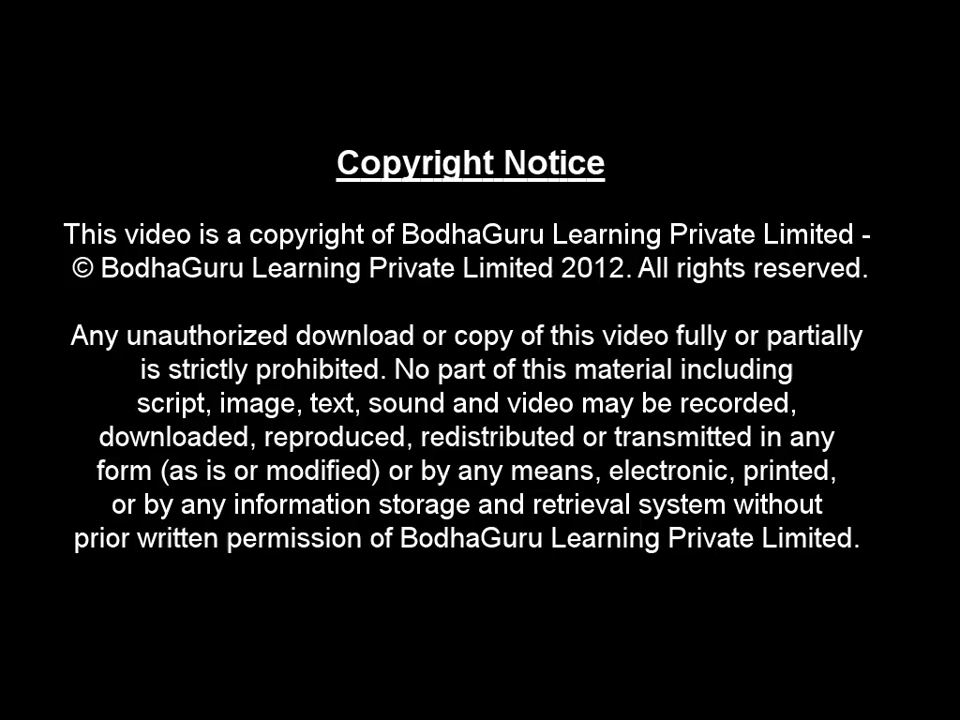 Copyright Notice
This video is a copyright of BodhaGuru Learning Private Limited -
© BodhaGuru Learning Private Limited 2012. All rights reserved.
Any unauthorized download or copy of this video fully or partially
is strictly prohibited. No part of this material including
script, image, text, sound and video may be recorded,
downloaded, reproduced, redistributed or transmitted in any
form (as is or modified) or by any means, electronic, printed,
or by any information storage and retrieval system without
prior written permission of BodhaGuru Learning Private Limited.